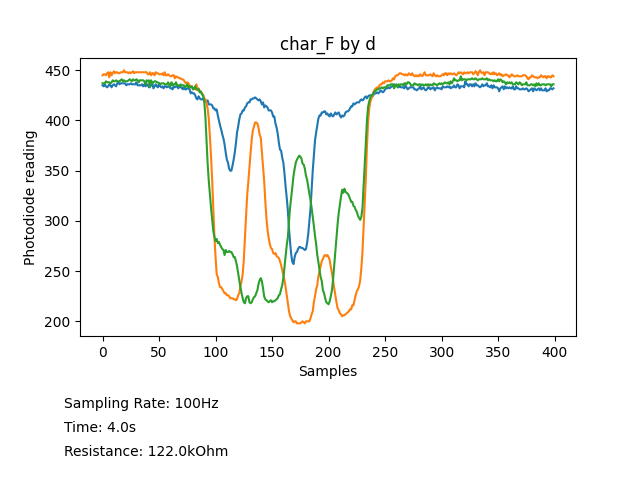 char_F by d
450
400
350
300
250
200
Photodiode reading
0 50 100 150 200 250 300 350 400
Samples
Sampling Rate: 100Hz
Time: 4.0s
Resistance: 122.0kOhm